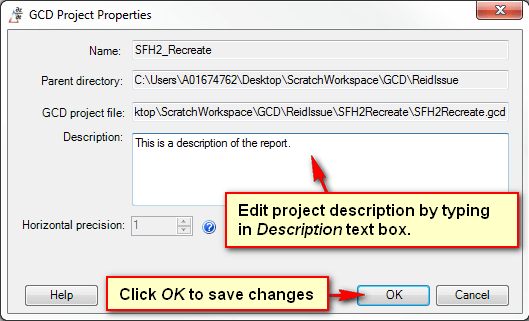 GCD Project Properties
Name: SFH2_Recreate
Parent directory: C:\Users\A01674762\Desktop\ScratchWorkspace\GCD\ReidIssue
GCD project file: ktop\ScratchWorkspace\GCD\ReidIssue\SFH2Recreate\SFH2Recreate.gcd
Description: This is a description of the report.
Edit project description by typing
in Description text box.
Horizontal precision: 1
Help
Click OK to save changes
OK
Cancel